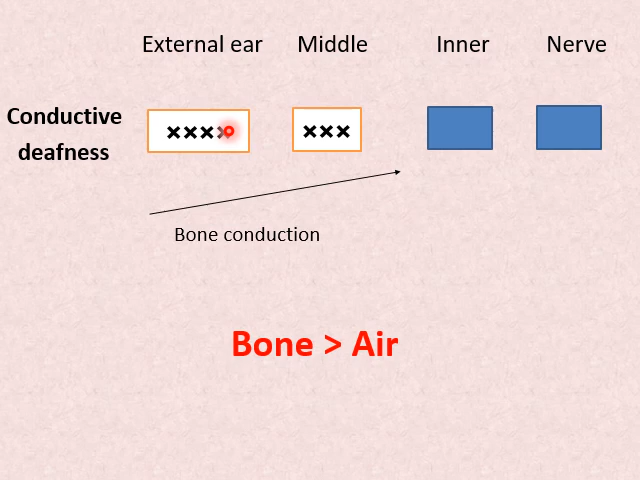 External ear Middle Inner Nerve
Conductive
deafness
×××× ×××
Bone conduction
Bone > Air